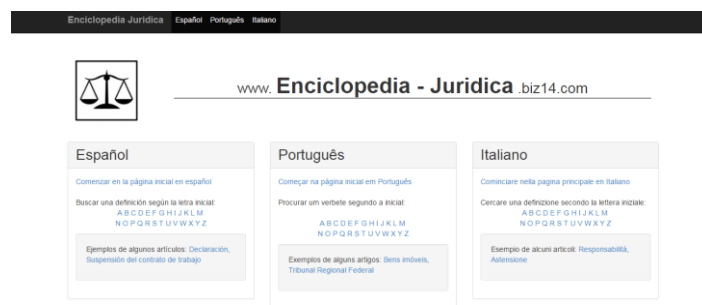 Enciclopedia Juridica Español Português Italiano
www. Enciclopedia - Juridica .biz14.com
Español
Comenzar en la página inicial en español
Buscar una definición según la letra inicial:
A B C D E F G H I J K L M
N O P Q R S T U V W X Y Z
Ejemplos de algunos artículos: Declaración,
Suspensión del contrato de trabajo
Português
Começar na página inicial em Português
Procurar um verbete segundo a inicial:
A B C D E F G H I J K L M
N O P Q R S T U V W X Y Z
Exemplos de alguns artigos: Bens imóveis,
Tribunal Regional Federal
Italiano
Cominciare nella pagina principale en Italiano
Cercare una definizione secondo la lettera iniziale:
A B C D E F G H I J K L M
N O P Q R S T U V W X Y Z
Esempio de alcuni articoli: Responsabilità,
Astensione